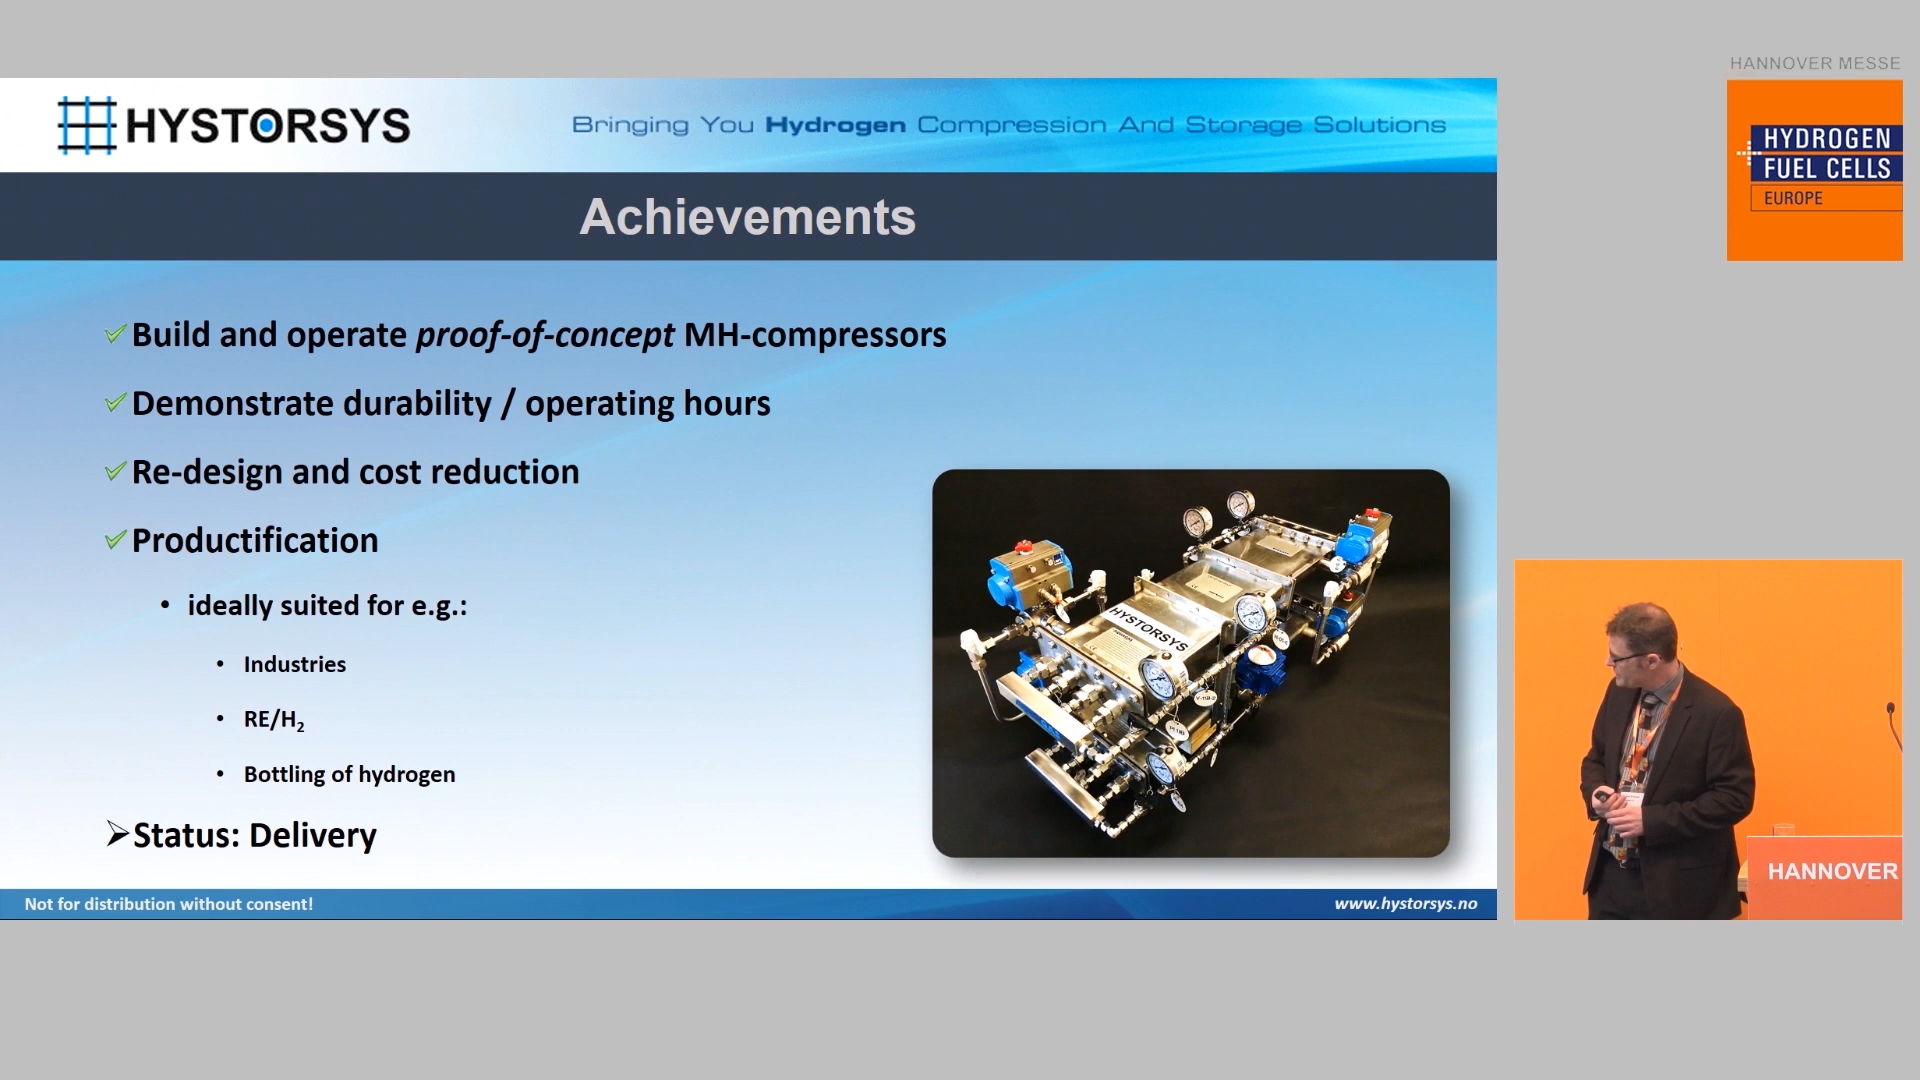 HANNOVER MESSE
HYDROGEN
FUEL CELLS
EUROPE
HYSTORSYS
Bringing You Hydrogen Compression And Storage Solutions
Achievements
Build and operate proof-of-concept MH-compressors
Demonstrate durability / operating hours
Re-design and cost reduction
Productification
• ideally suited for e.g.:
• Industries
• RE/H₂
• Bottling of hydrogen
Status: Delivery
HYSTORSYS
Not for distribution without consent!
www.hystorsys.no
HANNOVER